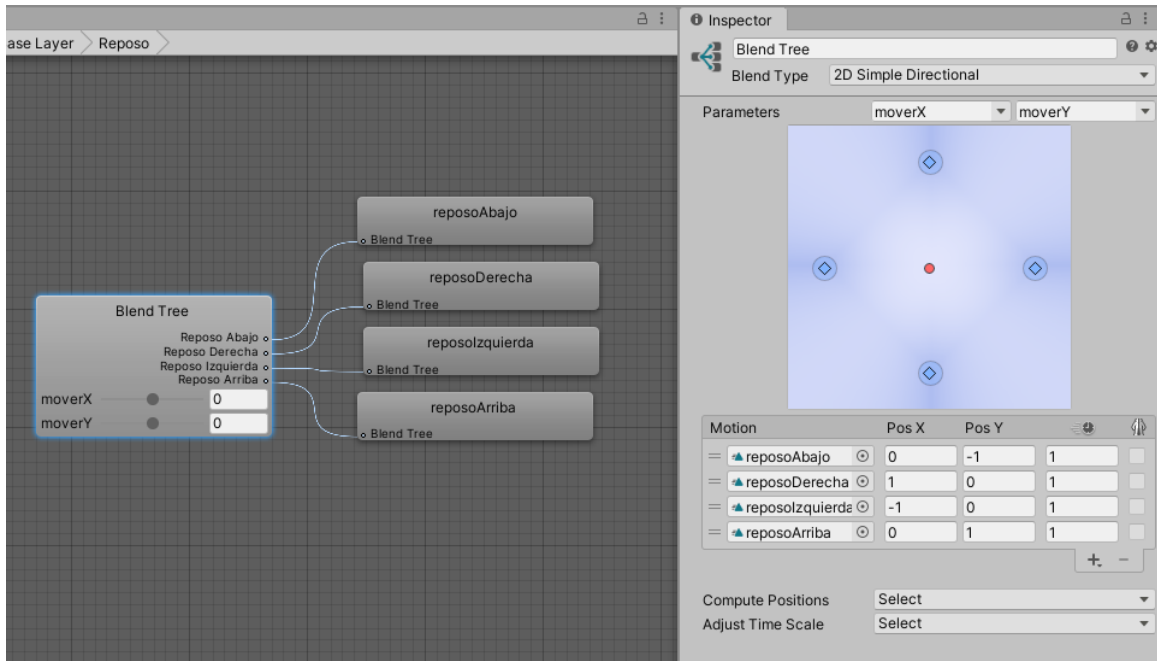 ase Layer Reposo
reposoAbajo
Blend Tree
reposoDerecha
Blend Tree
reposoIzquierda
Blend Tree
reposoArriba
Blend Tree
Blend Tree
Reposo Abajo
Reposo Derecha
Reposo Izquierda
Reposo Arriba
moverX 0
moverY 0
Inspector
Blend Tree
Blend Type 2D Simple Directional
Parameters moverX moverY
Motion Pos X Pos Y
reposoAbajo 0 -1 1
reposoDerecha 1 0 1
reposoIzquierda -1 0 1
reposoArriba 0 1 1
Compute Positions Select
Adjust Time Scale Select